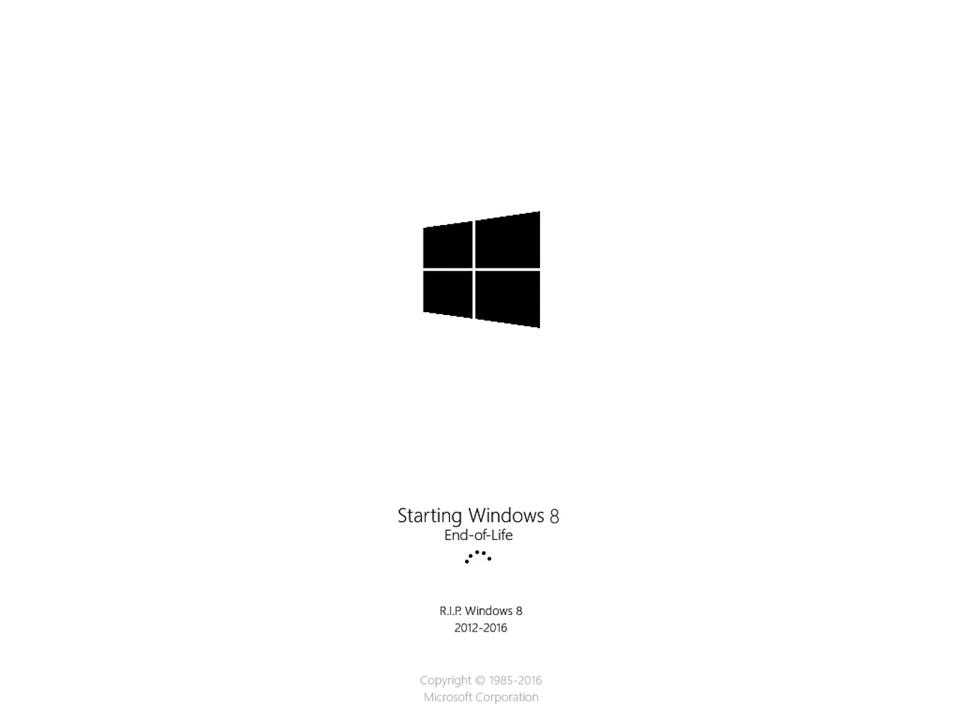 Starting Windows 8
End-of-Life
R.I.P. Windows 8
2012-2016
Copyright © 1985-2016
Microsoft Corporation